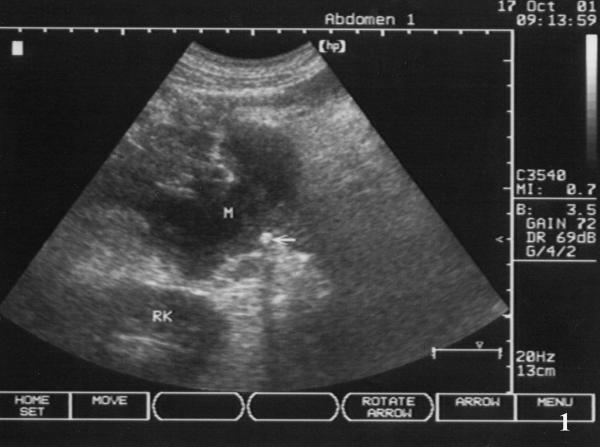 17 Oct 01
Abdomen 1
09:13:59
[hp]
C3540
MI: 0.7
B: 3.5
GAIN 72
DR 69dB
G/4/2
M
RK
20Hz
13cm
HOME SET
MOVE
ROTATE ARROW
ARROW
MENU
1